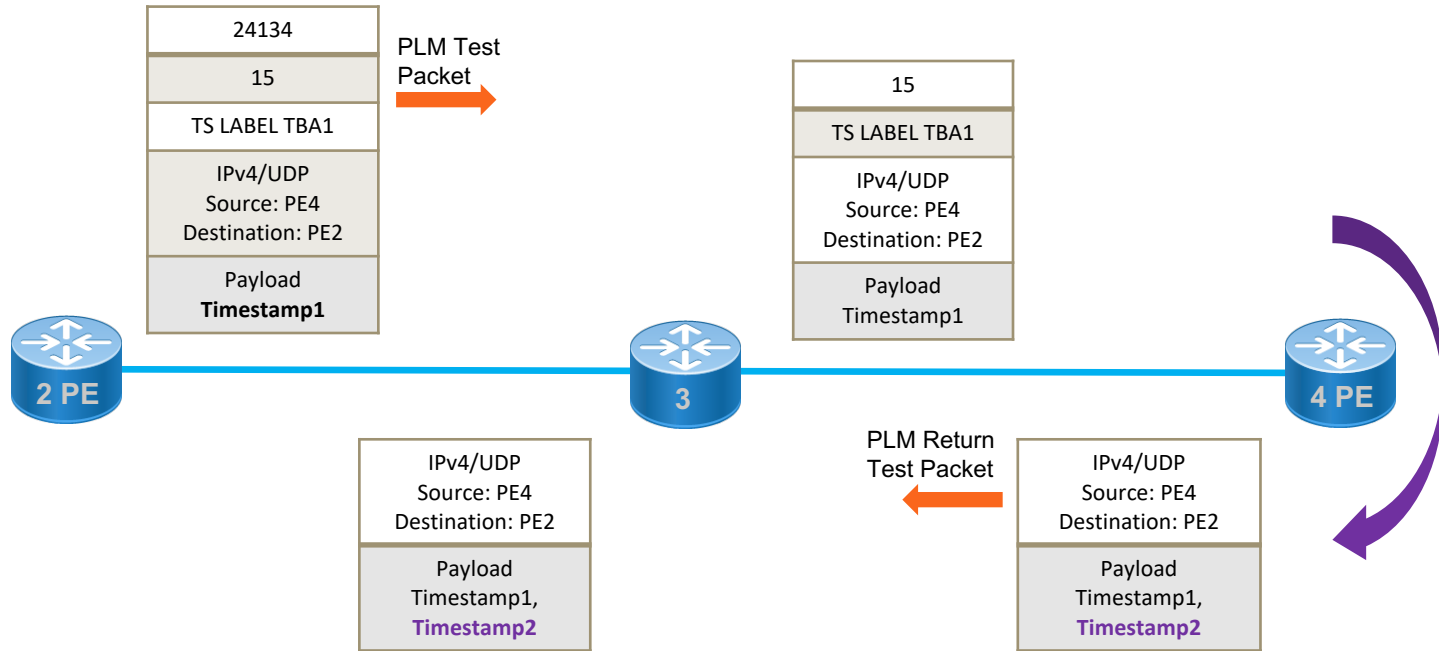 24134
15
TS LABEL TBA1
IPv4/UDP
Source: PE4
Destination: PE2
Payload
Timestamp1
PLM Test
Packet
15
TS LABEL TBA1
IPv4/UDP
Source: PE4
Destination: PE2
Payload
Timestamp1
2 PE
3
4 PE
IPv4/UDP
Source: PE4
Destination: PE2
Payload
Timestamp1,
Timestamp2
PLM Return
Test Packet
IPv4/UDP
Source: PE4
Destination: PE2
Payload
Timestamp1,
Timestamp2